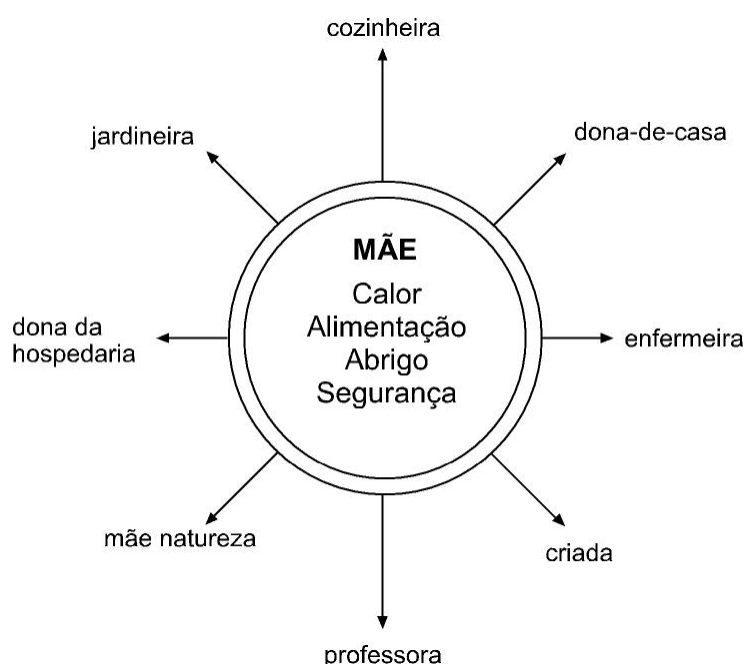 cozinheira
jardineira
dona-de-casa
MÃE
Calor
Alimentação
Abrigo
Segurança
dona da
hospedaria
enfermeira
mãe natureza
criada
professora